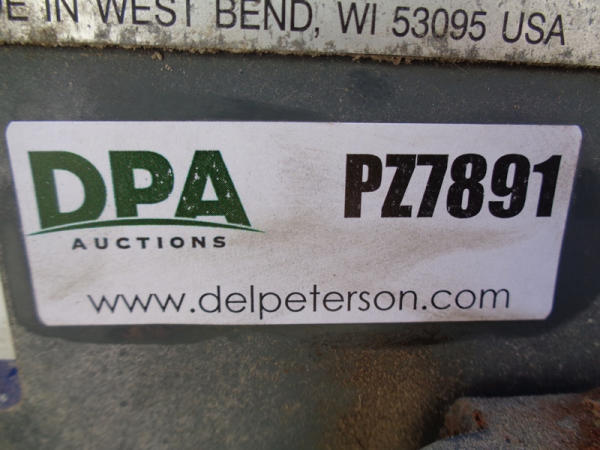 E IN WEST BEND, WI 53095 USA
DPA
AUCTIONS
PZ7891
www.delpeterson.com